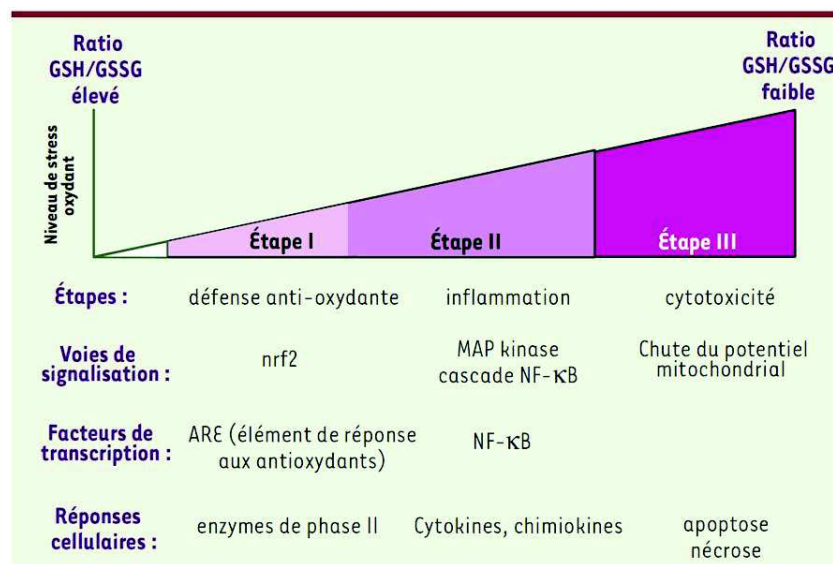 Ratio
GSH/GSSG
élevé
Ratio
GSH/GSSG
faible
Niveau de stress
oxydant
Étape I
Étape II
Étape III
Étapes :
défense anti-oxydante
inflammation
cytotoxicité
Voies de
signalisation :
nrf2
MAP kinase
cascade NF-κB
Chute du potentiel
mitochondrial
Facteurs de
transcription :
ARE (élément de réponse
aux antioxydants)
NF-κB
Réponses
cellulaires :
enzymes de phase II
Cytokines, chimiokines
apoptose
nécrose